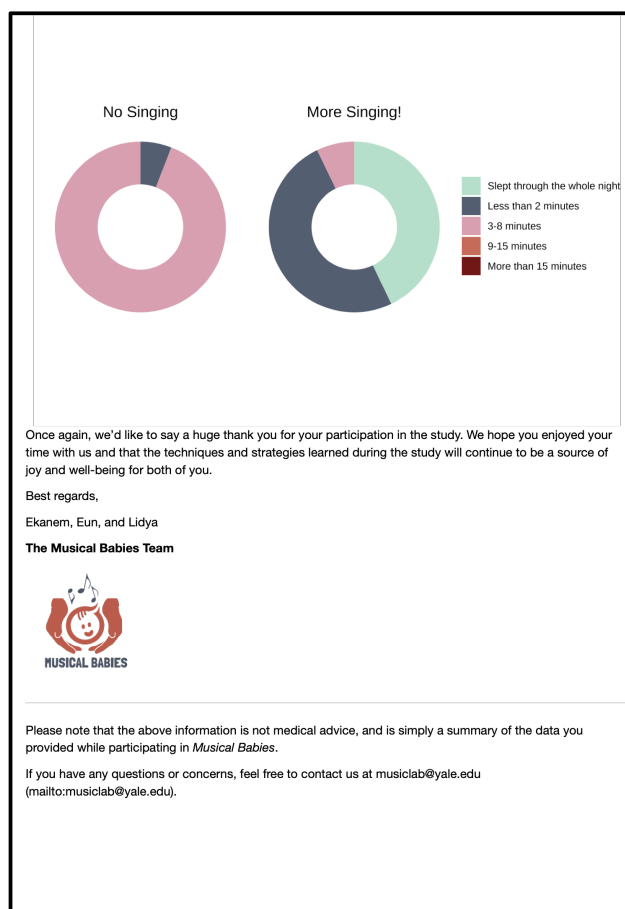 No Singing
More Singing!
Slept through the whole night
Less than 2 minutes
3-8 minutes
9-15 minutes
More than 15 minutes
Once again, we'd like to say a huge thank you for your participation in the study. We hope you enjoyed your
time with us and that the techniques and strategies learned during the study will continue to be a source of
joy and well-being for both of you.
Best regards,
Ekanem, Eun, and Lidya
The Musical Babies Team
MUSICAL BABIES
Please note that the above information is not medical advice, and is simply a summary of the data you
provided while participating in Musical Babies.
If you have any questions or concerns, feel free to contact us at musiclab@yale.edu
(mailto:musiclab@yale.edu).